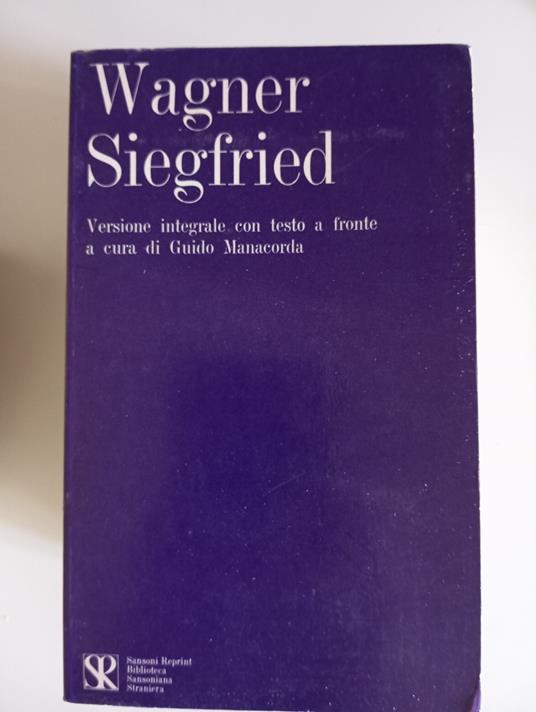 Wagner
Siegfried
Versione integrale con testo a fronte
a cura di Guido Manacorda
SR
Sansoni Reprint
Biblioteca
Sansoniana
Straniera